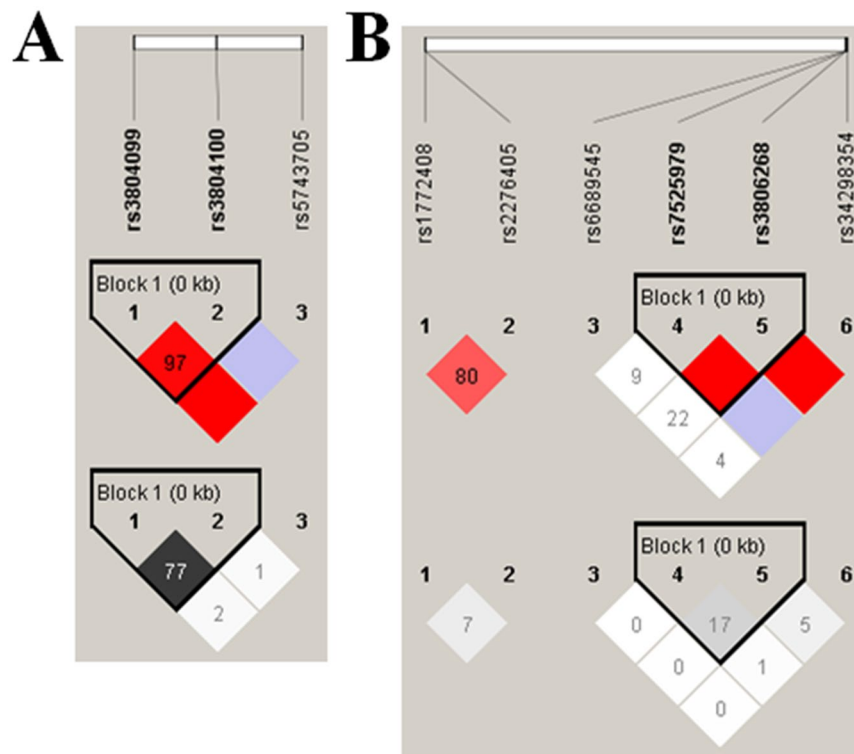 A
rs3804099
rs3804100
rs5743705
Block 1 (0 kb)
1 2 3
97
Block 1 (0 kb)
1 2 3
77 1
2
B
rs1772408
rs2276405
rs6689545
rs7525979
rs3806268
rs34298354
Block 1 (0 kb)
1 2 3 4 5 6
80 9
22
4
Block 1 (0 kb)
1 2 3 4 5 6
7 0 17 5
0 1
0